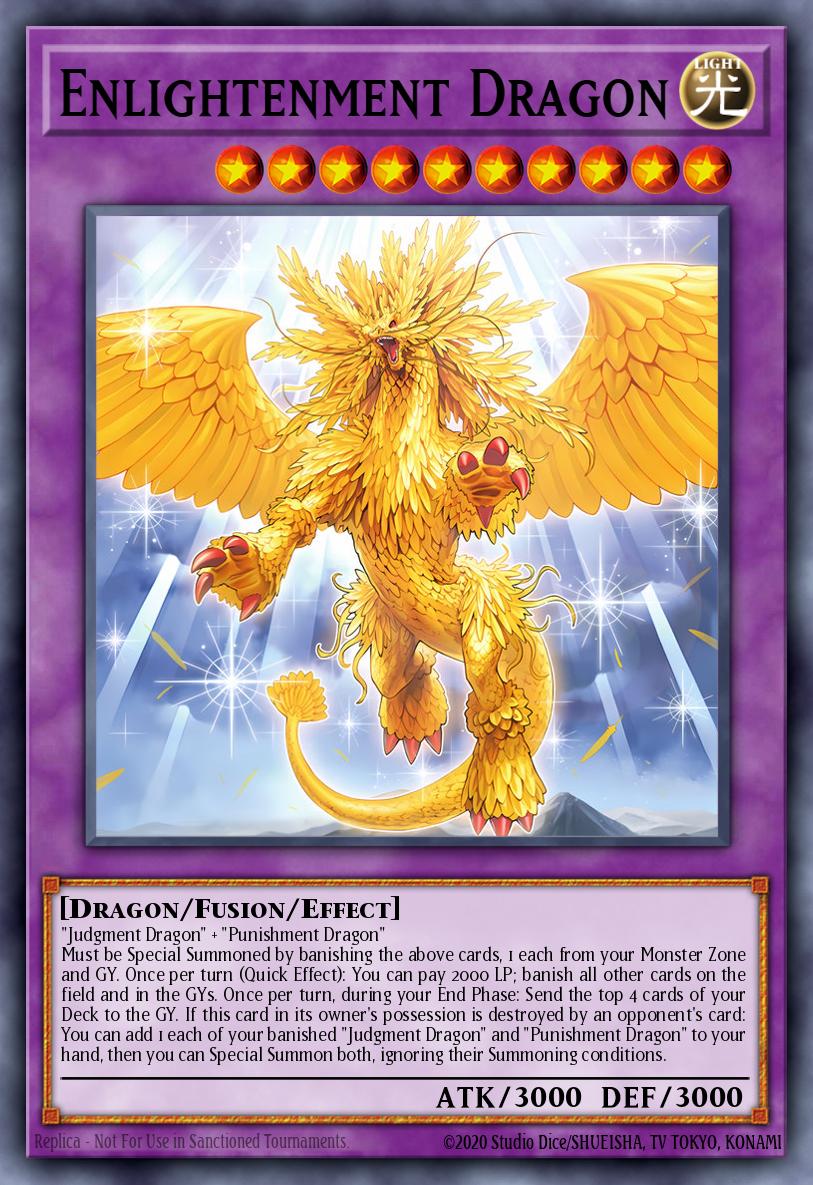 Enlightenment Dragon
LIGHT
光
[Dragon/Fusion/Effect]
"Judgment Dragon" + "Punishment Dragon"
Must be Special Summoned by banishing the above cards, 1 each from your Monster Zone
and GY. Once per turn (Quick Effect): You can pay 2000 LP; banish all other cards on the
field and in the GYs. Once per turn, during your End Phase: Send the top 4 cards of your
Deck to the GY. If this card in its owner's possession is destroyed by an opponent's card:
You can add 1 each of your banished "Judgment Dragon" and "Punishment Dragon" to your
hand, then you can Special Summon both, ignoring their Summoning conditions.
ATK/3000 DEF/3000
Replica - Not For Use in Sanctioned Tournaments.
©2020 Studio Dice/SHUEISHA, TV TOKYO, KONAMI